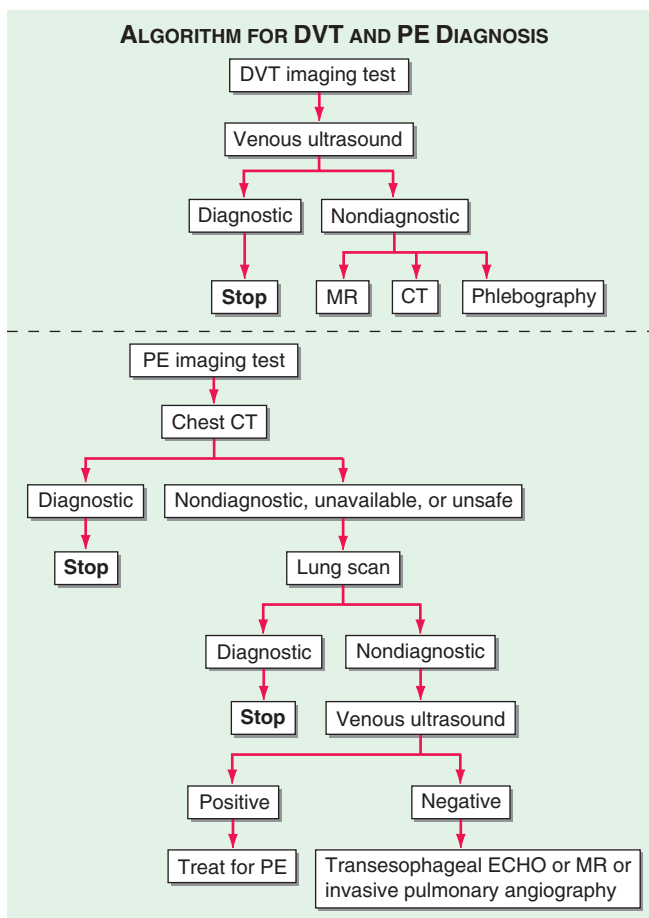 ALGORITHM FOR DVT AND PE DIAGNOSIS
DVT imaging test
Venous ultrasound
Diagnostic
Nondiagnostic
Stop
MR
CT
Phlebography
PE imaging test
Chest CT
Diagnostic
Nondiagnostic, unavailable, or unsafe
Stop
Lung scan
Diagnostic
Nondiagnostic
Stop
Venous ultrasound
Positive
Negative
Treat for PE
Transesophageal ECHO or MR or
invasive pulmonary angiography